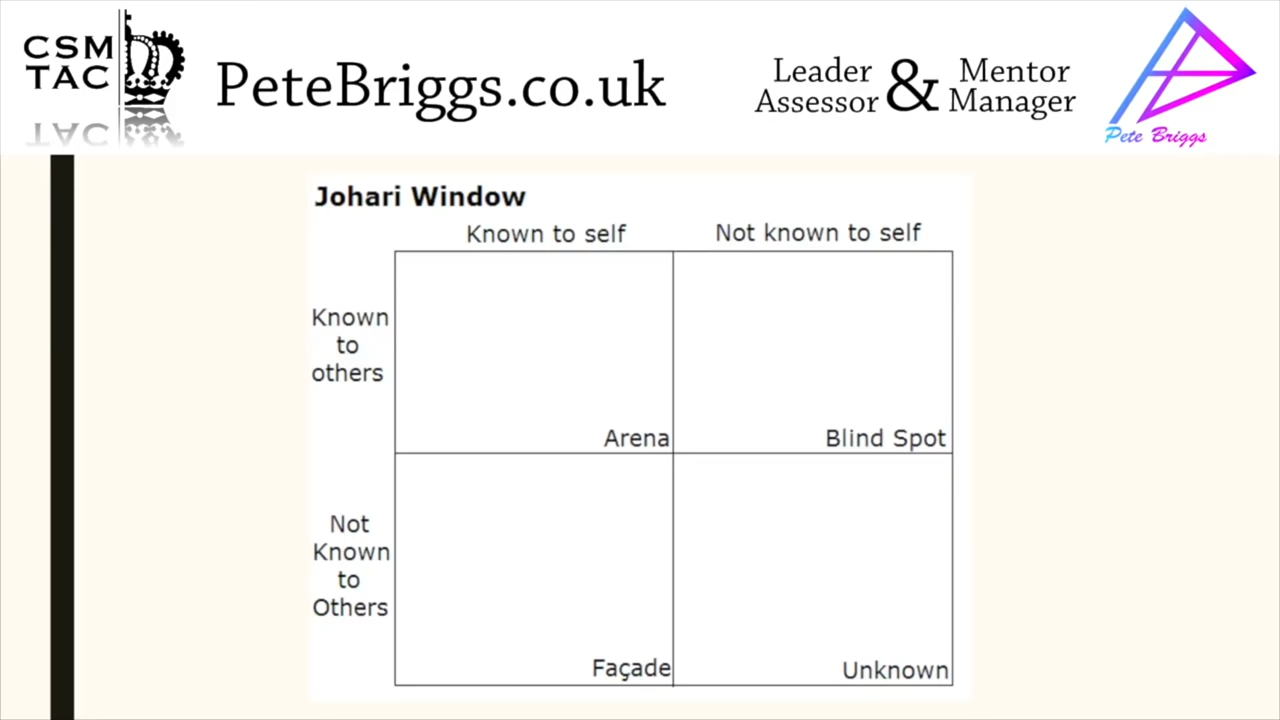 CSM
TAC
PeteBriggs.co.uk
Leader
Assessor
&
Mentor
Manager
Pete Briggs
Johari Window
Known to self
Not known to self
Known
to
others
Arena
Blind Spot
Not
Known
to
Others
Façade
Unknown